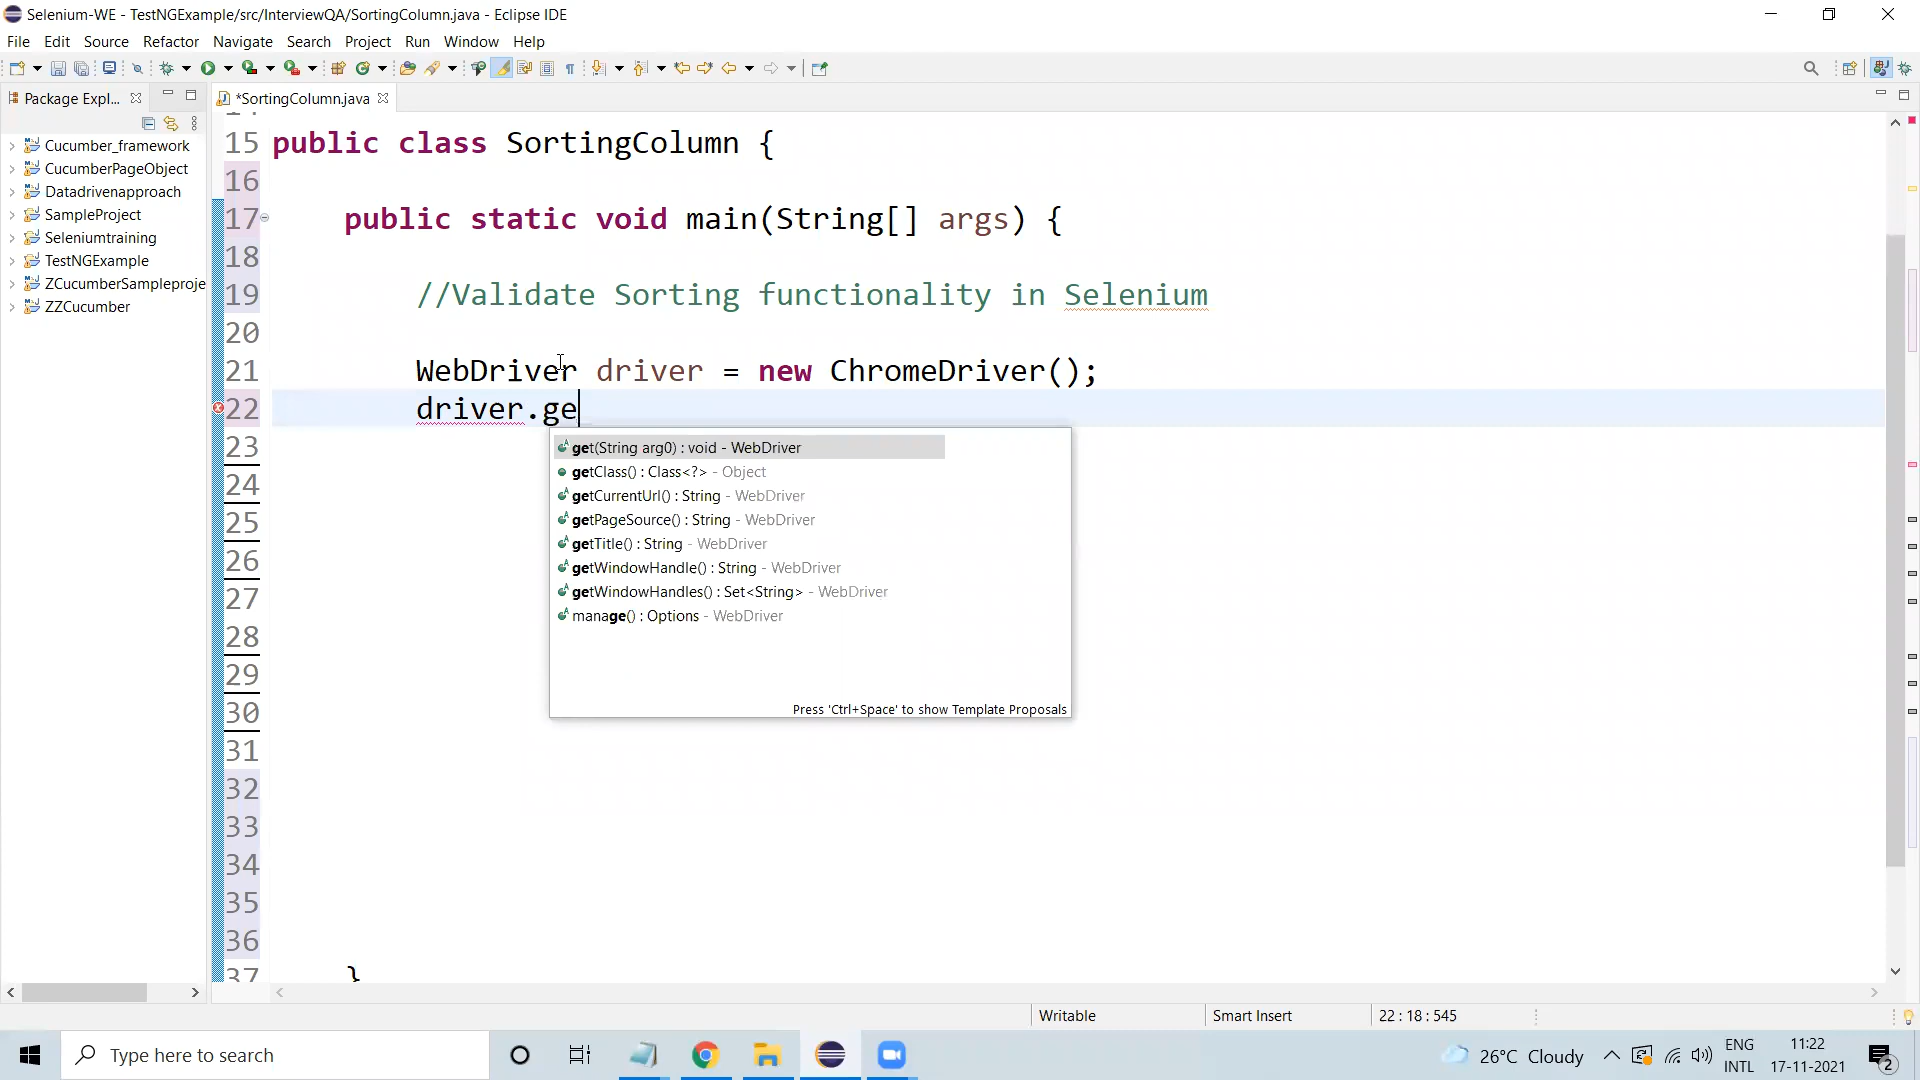 Selenium-WE - TestNGExample/src/InterviewQA/SortingColumn.java - Eclipse IDE
File Edit Source Refactor Navigate Search Project Run Window Help
Package Expl...
*SortingColumn.java
Cucumber_framework
CucumberPageObject
Datadrivenapproach
SampleProject
Seleniumtraining
TestNGExample
ZCucumberSampleproje
ZZCucumber
15 public class SortingColumn {
16
17 public static void main(String[] args) {
18
19 //Validate Sorting functionality in Selenium
20
21 WebDriver driver = new ChromeDriver();
22 driver.ge
23
24
25
26
27
28
29
30
31
32
33
34
35
36
37 }
get(String arg0) : void - WebDriver
getClass() : Class<?> - Object
getCurrentUrl() : String - WebDriver
getPageSource() : String - WebDriver
getTitle() : String - WebDriver
getWindowHandle() : String - WebDriver
getWindowHandles() : Set<String> - WebDriver
manage() : Options - WebDriver
Press 'Ctrl+Space' to show Template Proposals
Writable
Smart Insert
22 : 18 : 545
Type here to search
26°C Cloudy
ENG
INTL
11:22
17-11-2021
2